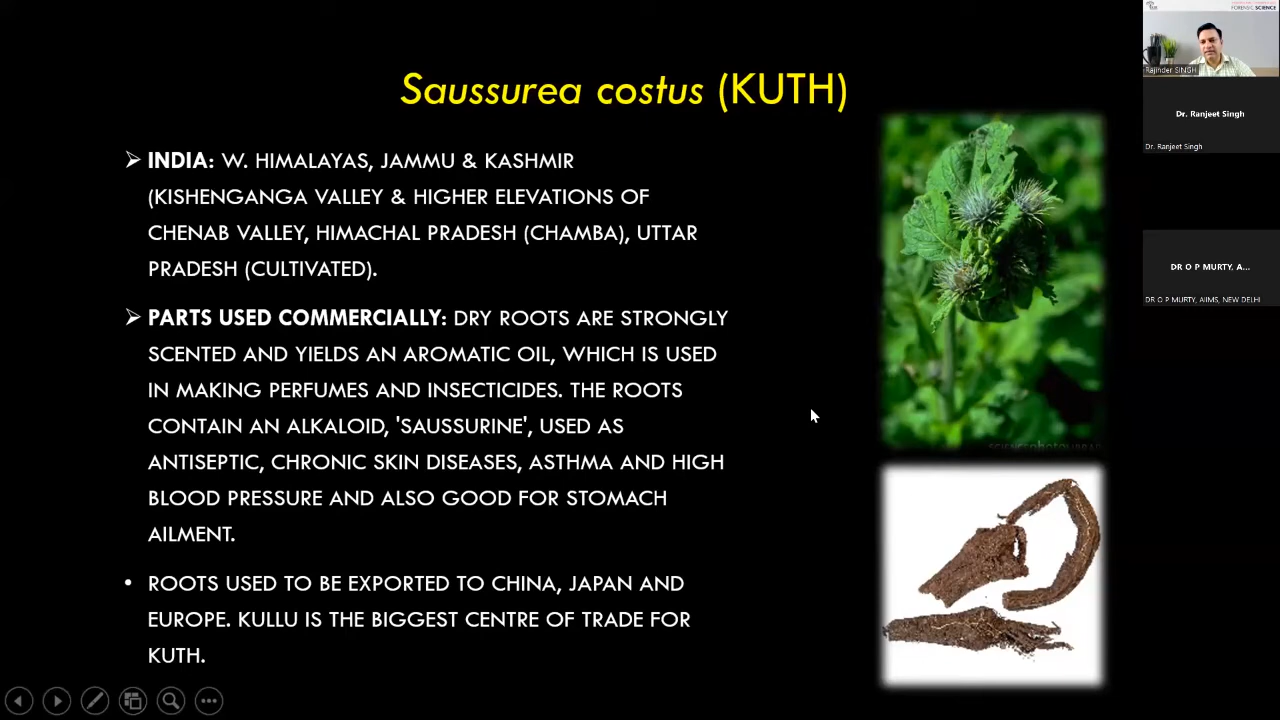 Saussurea costus (KUTH)
➢ INDIA: W. HIMALAYAS, JAMMU & KASHMIR
(KISHENGANGA VALLEY & HIGHER ELEVATIONS OF
CHENAB VALLEY, HIMACHAL PRADESH (CHAMBA), UTTAR
PRADESH (CULTIVATED).
➢ PARTS USED COMMERCIALLY: DRY ROOTS ARE STRONGLY
SCENTED AND YIELDS AN AROMATIC OIL, WHICH IS USED
IN MAKING PERFUMES AND INSECTICIDES. THE ROOTS
CONTAIN AN ALKALOID, 'SAUSSURINE', USED AS
ANTISEPTIC, CHRONIC SKIN DISEASES, ASTHMA AND HIGH
BLOOD PRESSURE AND ALSO GOOD FOR STOMACH
AILMENT.
• ROOTS USED TO BE EXPORTED TO CHINA, JAPAN AND
EUROPE. KULLU IS THE BIGGEST CENTRE OF TRADE FOR
KUTH.
FORENSIC SCIENCE
Rajinder SINGH
Dr. Ranjeet Singh
Dr. Ranjeet Singh
DR O P MURTY, A...
DR O P MURTY, AIIMS, NEW DELHI